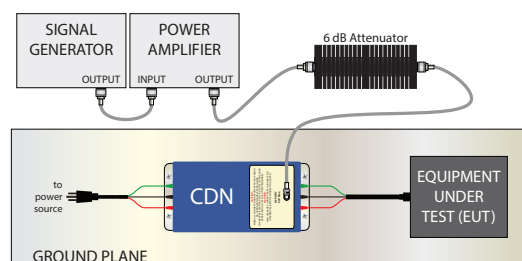 SIGNAL
GENERATOR
OUTPUT
POWER
AMPLIFIER
INPUT
OUTPUT
6 dB Attenuator
to
power
source
CDN
EQUIPMENT
UNDER
TEST (EUT)
GROUND PLANE